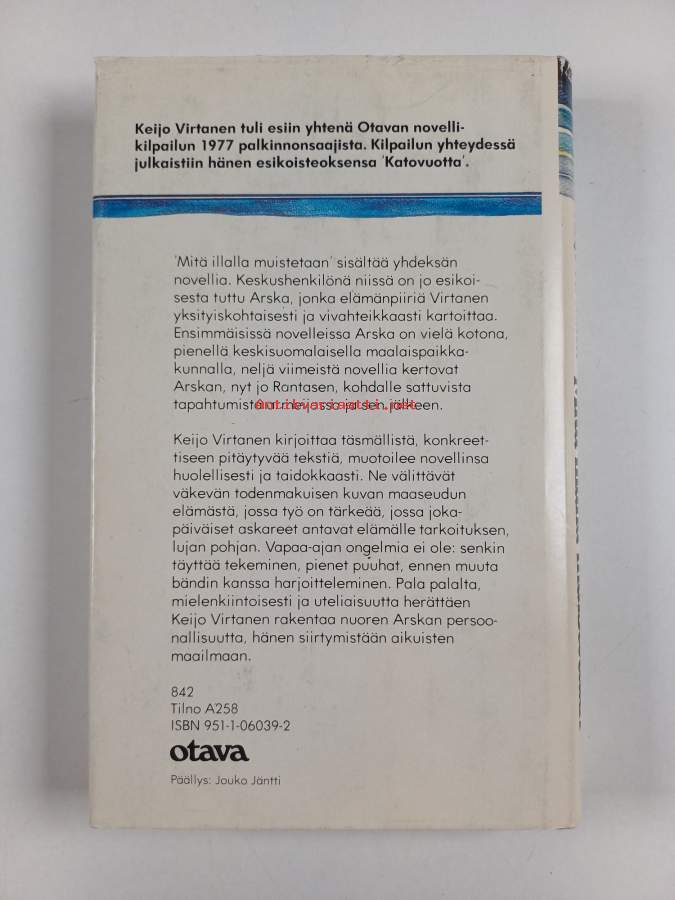 Keijo Virtanen tuli esiin yhtenä Otavan novelli-
kilpailun 1977 palkinnonsaajista. Kilpailun yhteydessä
julkaistiin hänen esikoisteoksensa 'Katovuotta'.
'Mitä illalla muistetaan' sisältää yhdeksän
novellia. Keskushenkilönä niissä on jo esikoi-
sesta tuttu Arska, jonka elämänpiiriä Virtanen
yksityiskohtaisesti ja vivahteikkaasti kartoittaa.
Ensimmäisissä novelleissa Arska on vielä kotona,
pienellä keskisuomalaisella maalaispaikka-
kunnalla, neljä viimeistä novellia kertovat
Arskan, nyt jo Rantasen, kohdalle sattuvista
tapahtumista armeijassa ja sen jälkeen.
Antikvariaatti.net
Keijo Virtanen kirjoittaa täsmällistä, konkreet-
tiseen pitäytyvää tekstiä, muotoilee novellinsa
huolellisesti ja taidokkaasti. Ne välittävät
väkevän todenmakuisen kuvan maaseudun
elämästä, jossa työ on tärkeää, jossa joka-
päiväiset askareet antavat elämälle tarkoituksen,
lujan pohjan. Vapaa-ajan ongelmia ei ole: senkin
täyttää tekeminen, pienet puuhat, ennen muuta
bändin kanssa harjoitteleminen. Pala palalta,
mielenkiintoisesti ja uteliaisuutta herättäen
Keijo Virtanen rakentaa nuoren Arskan persoo-
nallisuutta, hänen siirtymistään aikuisten
maailmaan.
842
Tilno A258
ISBN 951-1-06039-2
otava
Päällys: Jouko Jäntti